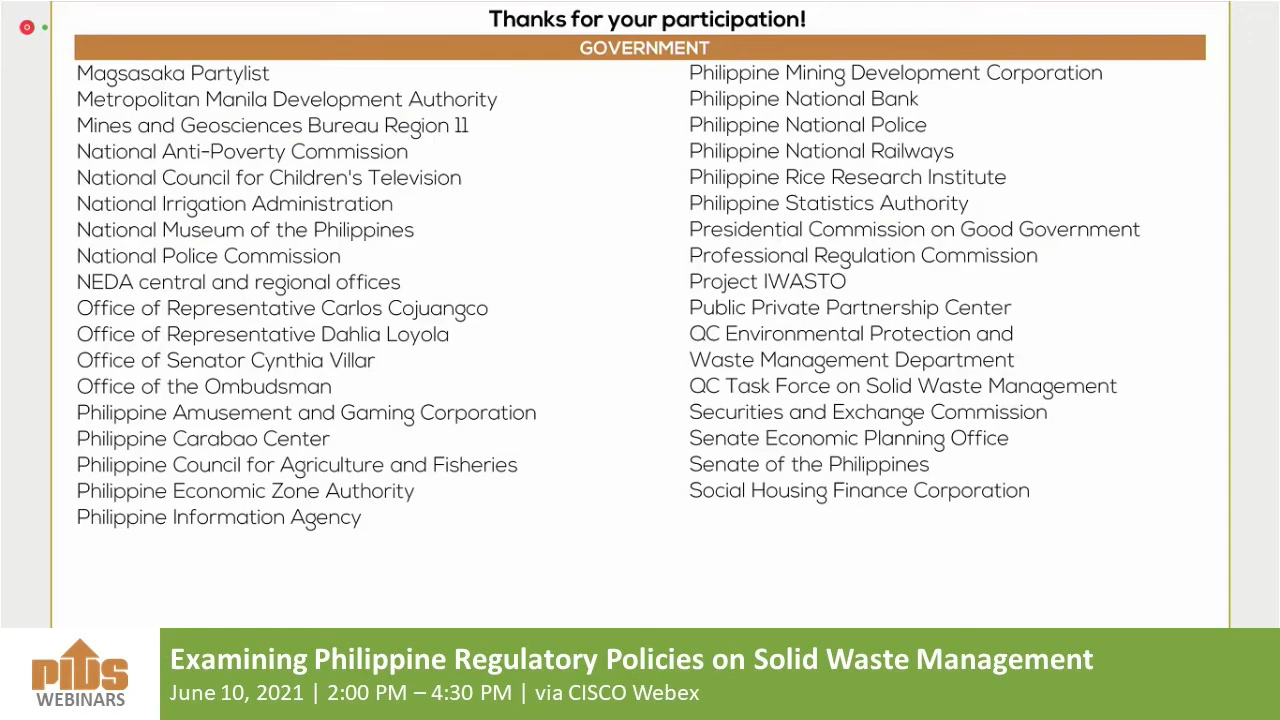 Thanks for your participation!
GOVERNMENT
Magsasaka Partylist
Metropolitan Manila Development Authority
Mines and Geosciences Bureau Region 11
National Anti-Poverty Commission
National Council for Children's Television
National Irrigation Administration
National Museum of the Philippines
National Police Commission
NEDA central and regional offices
Office of Representative Carlos Cojuangco
Office of Representative Dahlia Loyola
Office of Senator Cynthia Villar
Office of the Ombudsman
Philippine Amusement and Gaming Corporation
Philippine Carabao Center
Philippine Council for Agriculture and Fisheries
Philippine Economic Zone Authority
Philippine Information Agency
Philippine Mining Development Corporation
Philippine National Bank
Philippine National Police
Philippine National Railways
Philippine Rice Research Institute
Philippine Statistics Authority
Presidential Commission on Good Government
Professional Regulation Commission
Project IWASTO
Public Private Partnership Center
QC Environmental Protection and
Waste Management Department
QC Task Force on Solid Waste Management
Securities and Exchange Commission
Senate Economic Planning Office
Senate of the Philippines
Social Housing Finance Corporation
PIDS
WEBINARS
Examining Philippine Regulatory Policies on Solid Waste Management
June 10, 2021 | 2:00 PM – 4:30 PM | via CISCO Webex